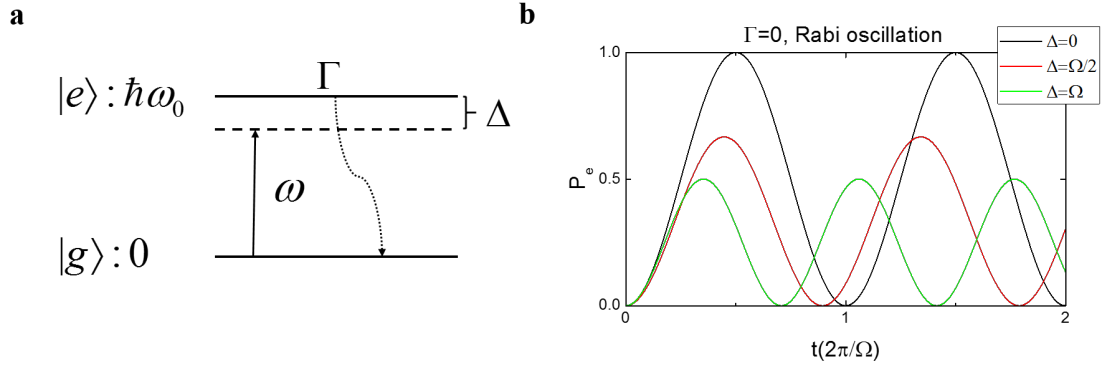 a
Γ
|e⟩:ħω₀
Δ
ω
|g⟩:0
b
Γ=0, Rabi oscillation
Δ=0
Δ=Ω/2
Δ=Ω
1.0
0.5
0.0
Pₑ
0
1
2
t(2π/Ω)